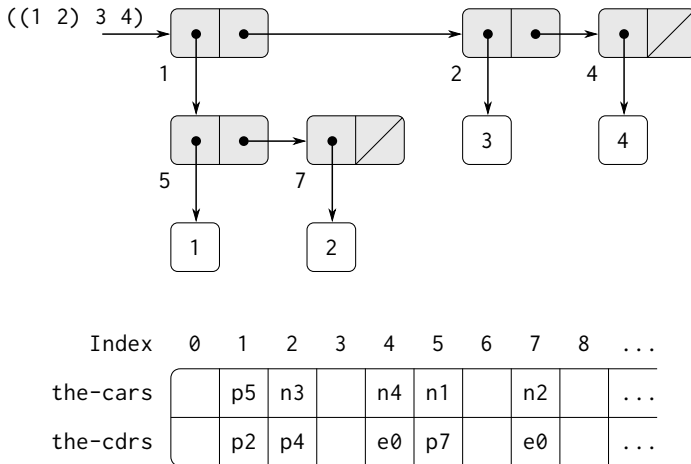 ((1 2) 3 4)
1
2
4
3
4
5
7
1
2
Index 0 1 2 3 4 5 6 7 8 ...
the-cars p5 n3 n4 n1 n2 ...
the-cdrs p2 p4 e0 p7 e0 ...